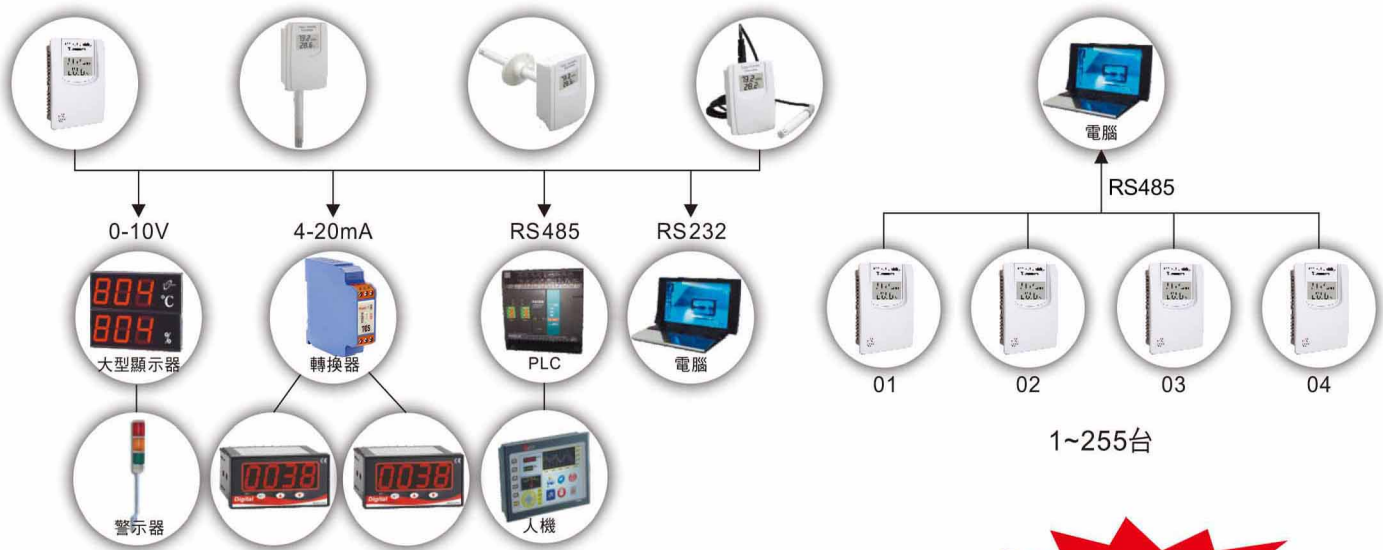 電腦
RS485
0-10V
4-20mA
RS485
RS232
804 °C
804 %
大型顯示器
轉換器
PLC
電腦
01
02
03
04
1~255台
0038
Digital
0038
Digital
警示器
人機